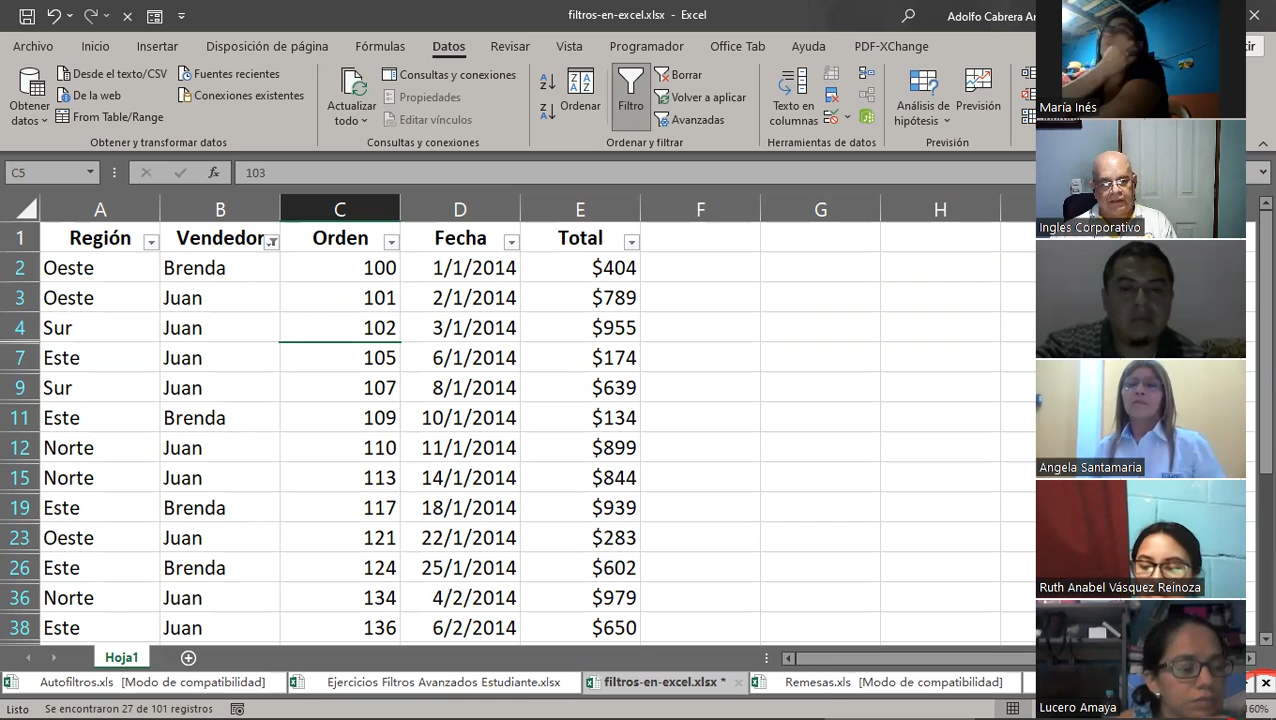 filtros-en-excel.xlsx - Excel
Adolfo Cabrera Ar
Archivo Inicio Insertar Disposición de página Fórmulas Datos Revisar Vista Programador Office Tab Ayuda PDF-XChange
Obtener datos
Desde el texto/CSV
De la web
From Table/Range
Fuentes recientes
Conexiones existentes
Obtener y transformar datos
Actualizar todo
Consultas y conexiones
Propiedades
Editar vínculos
Consultas y conexiones
Ordenar
Filtro
Borrar
Volver a aplicar
Avanzadas
Ordenar y filtrar
Texto en columnas
Herramientas de datos
Análisis de hipótesis
Previsión
Previsión
C5 fx 103
A B C D E F G H
1 Región Vendedor Orden Fecha Total
2 Oeste Brenda 100 1/1/2014 $404
3 Oeste Juan 101 2/1/2014 $789
4 Sur Juan 102 3/1/2014 $955
7 Este Juan 105 6/1/2014 $174
9 Sur Juan 107 8/1/2014 $639
11 Este Brenda 109 10/1/2014 $134
12 Norte Juan 110 11/1/2014 $899
15 Norte Juan 113 14/1/2014 $844
19 Este Brenda 117 18/1/2014 $939
23 Oeste Juan 121 22/1/2014 $283
26 Este Brenda 124 25/1/2014 $602
36 Norte Juan 134 4/2/2014 $979
38 Este Juan 136 6/2/2014 $650
Hoja1
Autofiltros.xls [Modo de compatibilidad] Ejercicios Filtros Avanzados Estudiante.xlsx filtros-en-excel.xlsx * Remesas.xls [Modo de compatibilidad]
Listo Se encontraron 27 de 101 registros 160%
María Inés
Ingles Corporativo
Angela Santamaria
Ruth Anabel Vásquez Reinoza
Lucero Amaya